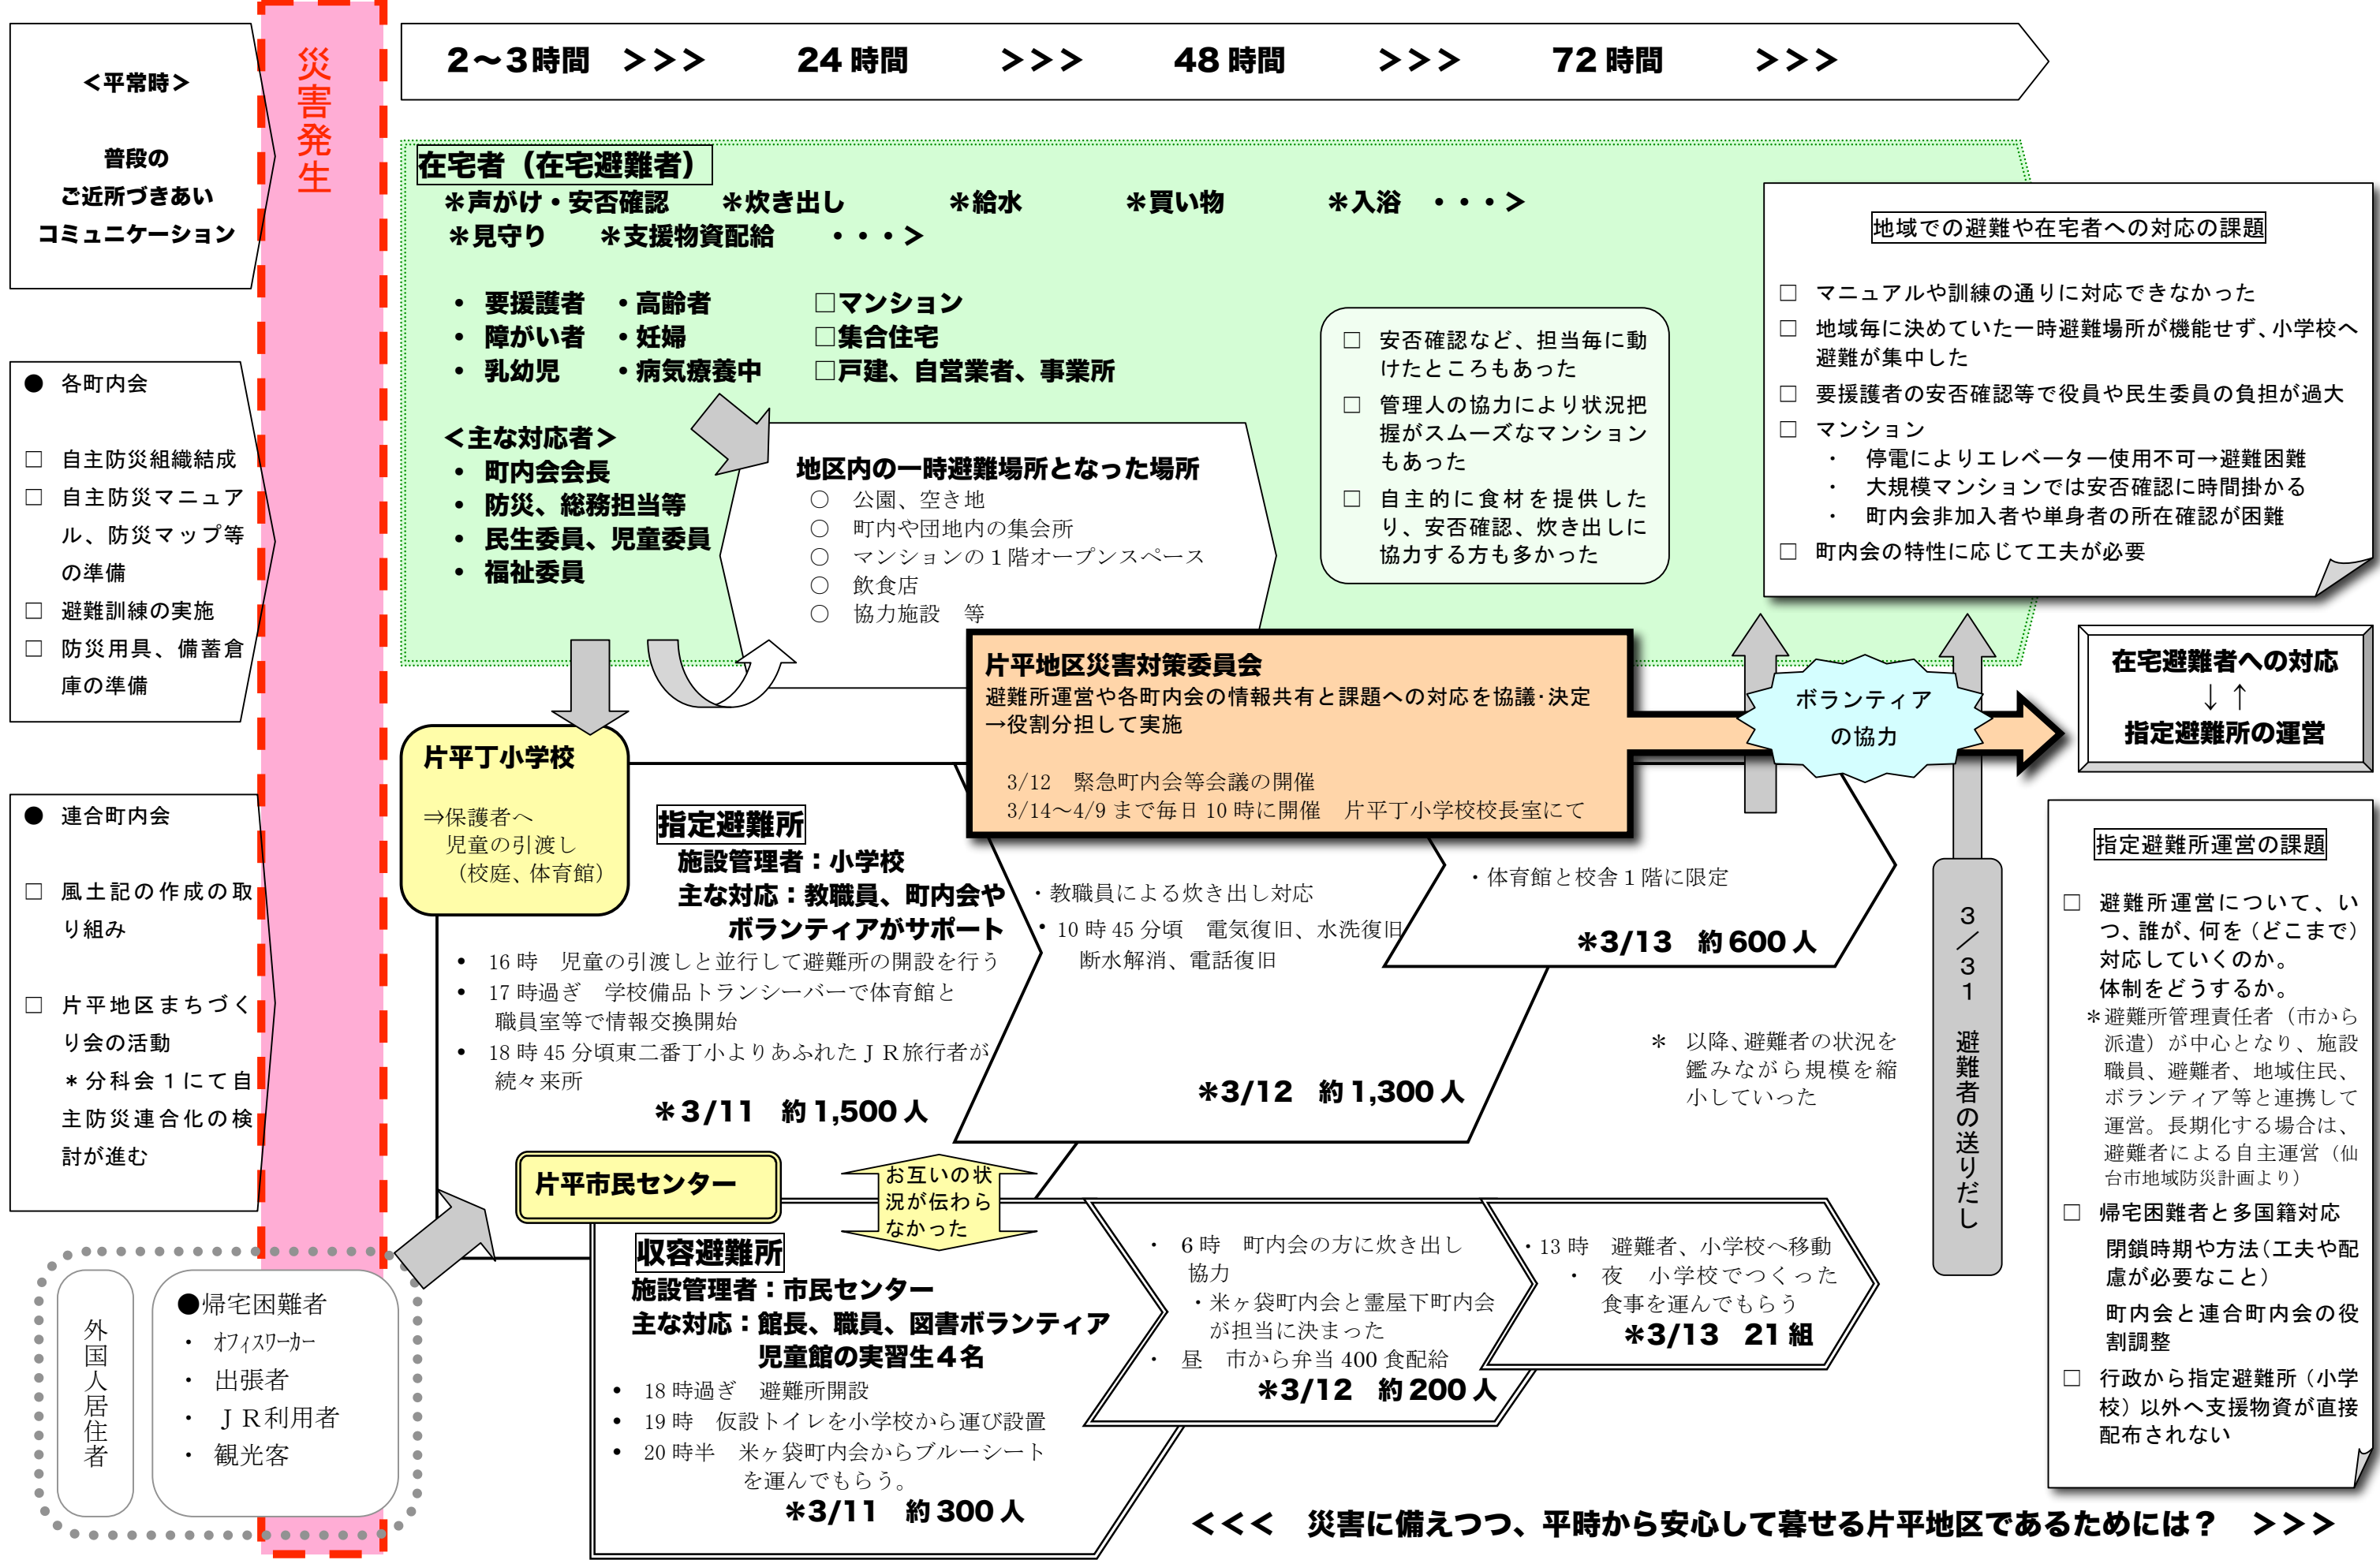 ＜平常時＞
普段の
ご近所づきあい
コミュニケーション
● 各町内会
□ 自主防災組織結成
□ 自主防災マニュア
ル、防災マップ等
の準備
□ 避難訓練の実施
□ 防災用具、備蓄倉
庫の準備
● 連合町内会
□ 風土記の作成の取
り組み
□ 片平地区まちづく
り会の活動
＊分科会1にて自
主防災連合化の検
討が進む
外国人居住者
●帰宅困難者
・ オフィスワーカー
・ 出張者
・ ＪＲ利用者
・ 観光客
災害発生
2～3時間 ＞＞＞ 24時間 ＞＞＞ 48時間 ＞＞＞ 72時間 ＞＞＞
在宅者（在宅避難者）
＊声がけ・安否確認 ＊炊き出し ＊給水 ＊買い物 ＊入浴 ・・・＞
＊見守り ＊支援物資配給 ・・・＞
・ 要援護者 ・高齢者 □マンション
・ 障がい者 ・妊婦 □集合住宅
・ 乳幼児 ・病気療養中 □戸建、自営業者、事業所
＜主な対応者＞
・ 町内会会長
・ 防災、総務担当等
・ 民生委員、児童委員
・ 福祉委員
地区内の一時避難場所となった場所
○ 公園、空き地
○ 町内や団地内の集会所
○ マンションの１階オープンスペース
○ 飲食店
○ 協力施設 等
□ 安否確認など、担当毎に動
けたところもあった
□ 管理人の協力により状況把
握がスムーズなマンション
もあった
□ 自主的に食材を提供した
り、安否確認、炊き出しに
協力する方も多かった
地域での避難や在宅者への対応の課題
□ マニュアルや訓練の通りに対応できなかった
□ 地域毎に決めていた一時避難場所が機能せず、小学校へ
避難が集中した
□ 要援護者の安否確認等で役員や民生委員の負担が過大
□ マンション
・ 停電によりエレベーター使用不可→避難困難
・ 大規模マンションでは安否確認に時間掛かる
・ 町内会非加入者や単身者の所在確認が困難
□ 町内会の特性に応じて工夫が必要
片平地区災害対策委員会
避難所運営や各町内会の情報共有と課題への対応を協議･決定
→役割分担して実施
3/12 緊急町内会等会議の開催
3/14～4/9まで毎日10時に開催 片平丁小学校校長室にて
ボランティア
の協力
在宅避難者への対応
↓↑
指定避難所の運営
片平丁小学校
⇒保護者へ
児童の引渡し
（校庭、体育館）
指定避難所
施設管理者：小学校
主な対応：教職員、町内会や
ボランティアがサポート
• 16時 児童の引渡しと並行して避難所の開設を行う
• 17時過ぎ 学校備品トランシーバーで体育館と
職員室等で情報交換開始
• 18時45分頃東二番丁小よりあふれたＪＲ旅行者が
続々来所
＊3/11 約1,500人
・教職員による炊き出し対応
・10時45分頃 電気復旧、水洗復旧
断水解消、電話復旧
＊3/12 約1,300人
・体育館と校舎１階に限定
＊3/13 約600人
＊ 以降、避難者の状況を
鑑みながら規模を縮
小していった
３／３１ 避難者の送りだし
片平市民センター
お互いの状
況が伝わら
なかった
収容避難所
施設管理者：市民センター
主な対応：館長、職員、図書ボランティア
児童館の実習生４名
• 18時過ぎ 避難所開設
• 19時 仮設トイレを小学校から運び設置
• 20時半 米ヶ袋町内会からブルーシート
を運んでもらう。
＊3/11 約300人
・ 6時 町内会の方に炊き出し
協力
・米ヶ袋町内会と霊屋下町内会
が担当に決まった
・ 昼 市から弁当400食配給
＊3/12 約200人
・13時 避難者、小学校へ移動
・ 夜 小学校でつくった
食事を運んでもらう
＊3/13 21組
指定避難所運営の課題
□ 避難所運営について、い
つ、誰が、何を（どこまで）
対応していくのか。
体制をどうするか。
＊避難所管理責任者（市から
派遣）が中心となり、施設
職員、避難者、地域住民、
ボランティア等と連携して
運営。長期化する場合は、
避難者による自主運営（仙
台市地域防災計画より）
□ 帰宅困難者と多国籍対応
閉鎖時期や方法（工夫や配
慮が必要なこと）
町内会と連合町内会の役
割調整
□ 行政から指定避難所（小学
校）以外へ支援物資が直接
配布されない
＜＜＜ 災害に備えつつ、平時から安心して暮せる片平地区であるためには？ ＞＞＞